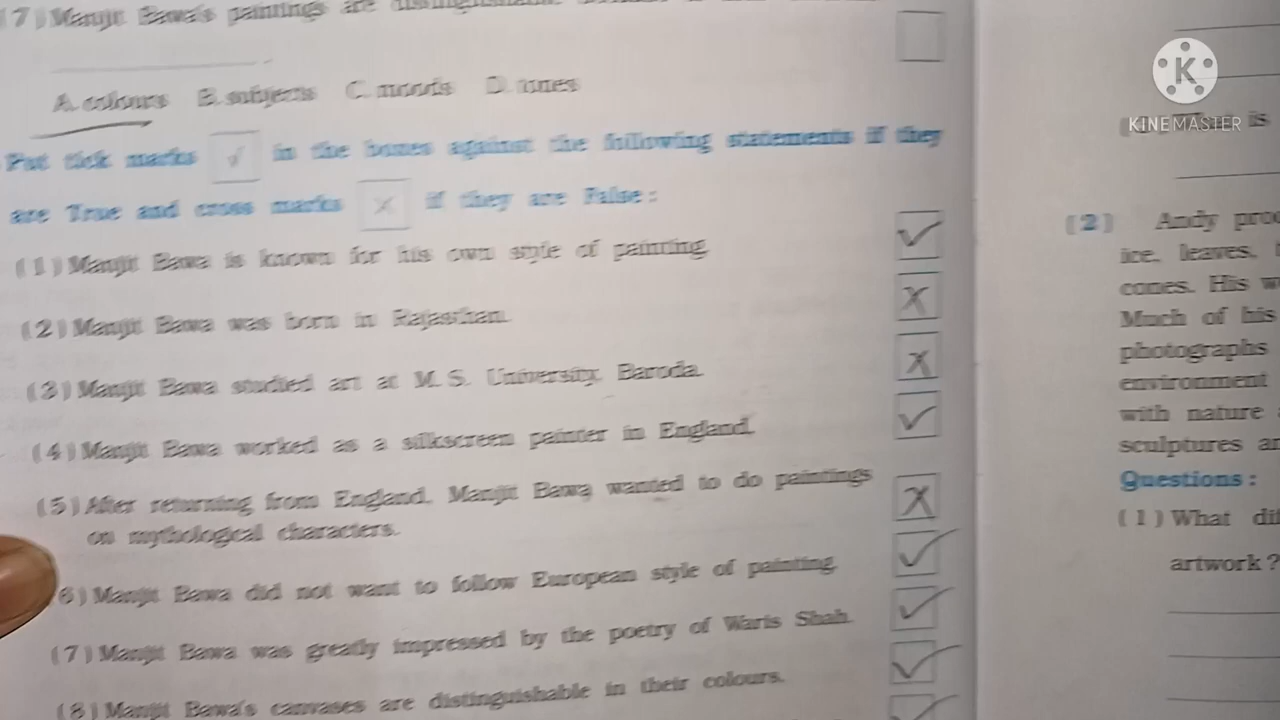 (7) Manjit Bawa's paintings are distinguishable
A. colours B. subjects C. moods D. tones
Put tick marks ✓ in the boxes against the following statements if they
are True and cross marks X if they are False :
(1) Manjit Bawa is known for his own style of painting. ✓
(2) Manjit Bawa was born in Rajasthan. X
(3) Manjit Bawa studied art at M. S. University, Baroda. X
(4) Manjit Bawa worked as a silkscreen painter in England. ✓
(5) After returning from England, Manjit Bawa wanted to do paintings
on mythological characters. X
6) Manjit Bawa did not want to follow European style of painting. ✓
(7) Manjit Bawa was greatly impressed by the poetry of Waris Shah. ✓
(8) Manjit Bawa's canvases are distinguishable in their colours. ✓
K
KINEMASTER
is
(2) Andy
ice, leaves,
cones. His
Much of his
photographs
environment
with nature
sculptures
Questions :
(1) What
artwork ?